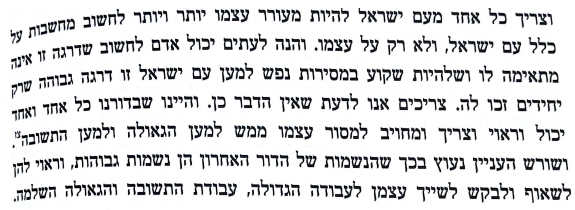 וצריך כל אחד מעם ישראל להיות מעורר עצמו יותר ויותר לחשוב מחשבות על
כלל עם ישראל, ולא רק על עצמו. והנה לעתים יכול אדם לחשוב שדרגה זו אינה
מתאימה לו ושלהיות שקוע במסירות נפש למען עם ישראל זו דרגה גבוהה שרק
יחידים זכו לה. צריכים אנו לדעת שאין הדבר כן. והיינו שבדורנו כל אחד ואחד
יכול וראוי וצריך ומחויב למסור עצמו ממש למען הגאולה ולמען התשובה.
ושורש העניין נעוץ בכך שהנשמות של הדור האחרון הן נשמות גבוהות, וראוי להן
לשאוף ולבקש לשייך עצמן לעבודה הגדולה, עבודת התשובה והגאולה השלמה.